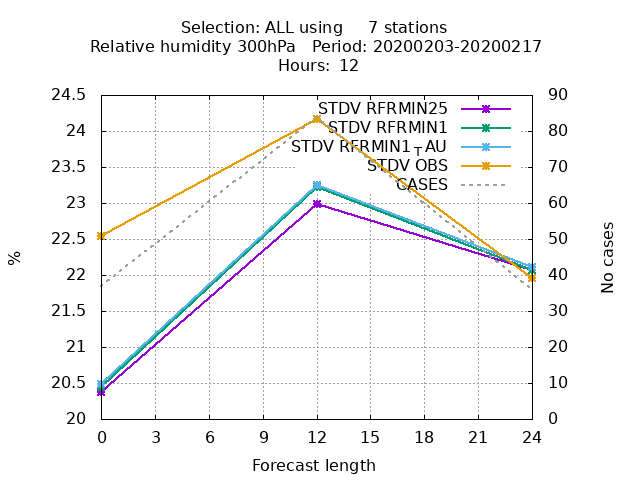 Selection: ALL using     7 stations
Relative humidity 300hPa   Period: 20200203-20200217
Hours: 12
24.5
24
23.5
23
22.5
22
21.5
21
20.5
20
%
STDV RFRMIN25
STDV RFRMIN1
STDV RFRMIN1TAU
STDV OBS
CASES
90
80
70
60
50
40
30
20
10
0
No cases
0 3 6 9 12 15 18 21 24
Forecast length